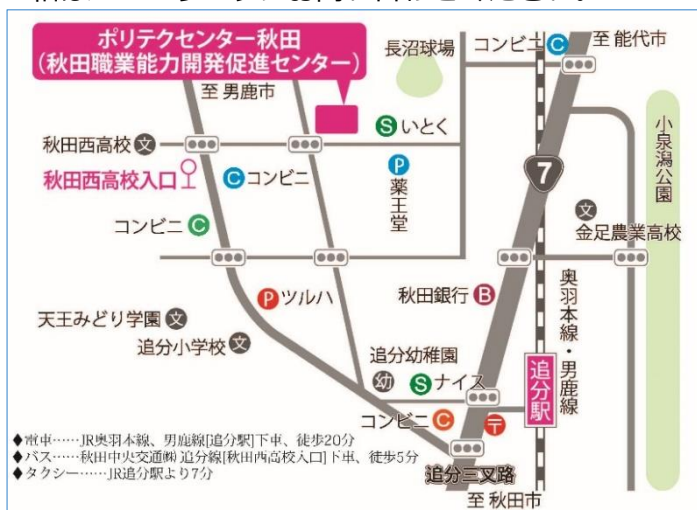 ポリテクセンター秋田
(秋田職業能力開発促進センター)
長沼球場
コンビニ C
至 能代市
至 男鹿市
秋田西高校 文
S いとく
秋田西高校入口
C コンビニ
P
薬王堂
7
小泉潟公園
コンビニ C
文
金足農業高校
P ツルハ
秋田銀行 B
奥羽本線・男鹿線
天王みどり学園 文
追分小学校 文
追分幼稚園
幼
S ナイス
追分駅
コンビニ C
〒
追分三叉路
至 秋田市
◆電車……JR奥羽本線、男鹿線[追分駅]下車、徒歩20分
◆バス……秋田中央交通㈱ 追分線[秋田西高校入口]下車、徒歩5分
◆タクシー……JR追分駅より7分